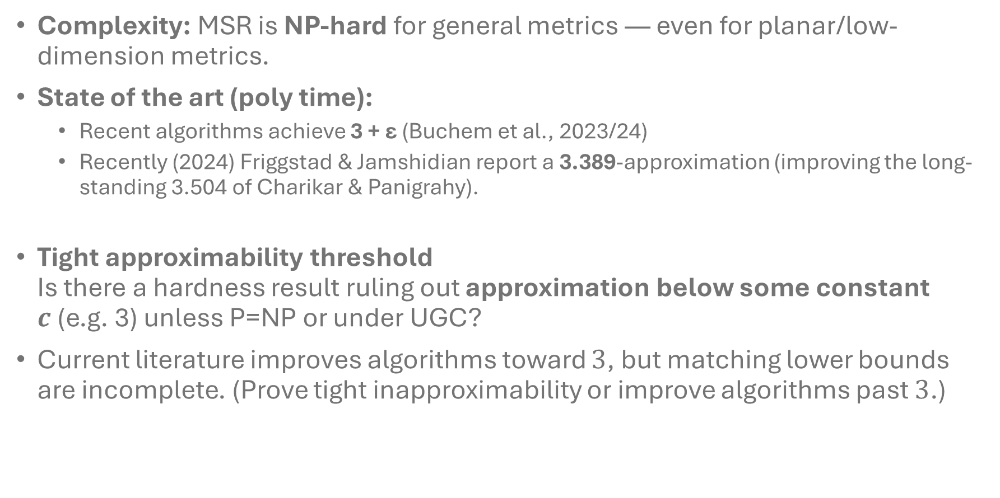 • Complexity: MSR is NP-hard for general metrics — even for planar/low-
dimension metrics.
• State of the art (poly time):
• Recent algorithms achieve 3 + ε (Buchem et al., 2023/24)
• Recently (2024) Friggstad & Jamshidian report a 3.389-approximation (improving the long-
standing 3.504 of Charikar & Panigrahy).
• Tight approximability threshold
Is there a hardness result ruling out approximation below some constant
c (e.g. 3) unless P=NP or under UGC?
• Current literature improves algorithms toward 3, but matching lower bounds
are incomplete. (Prove tight inapproximability or improve algorithms past 3.)